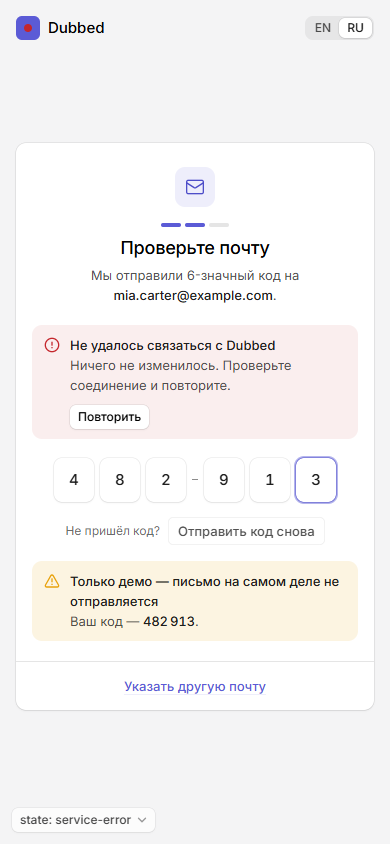 Dubbed
EN RU
Проверьте почту
Мы отправили 6-значный код на
mia.carter@example.com.
Не удалось связаться с Dubbed
Ничего не изменилось. Проверьте
соединение и повторите.
Повторить
4 8 2 – 9 1 3
Не пришёл код? Отправить код снова
Только демо — письмо на самом деле не
отправляется
Ваш код — 482 913.
Указать другую почту
state: service-error